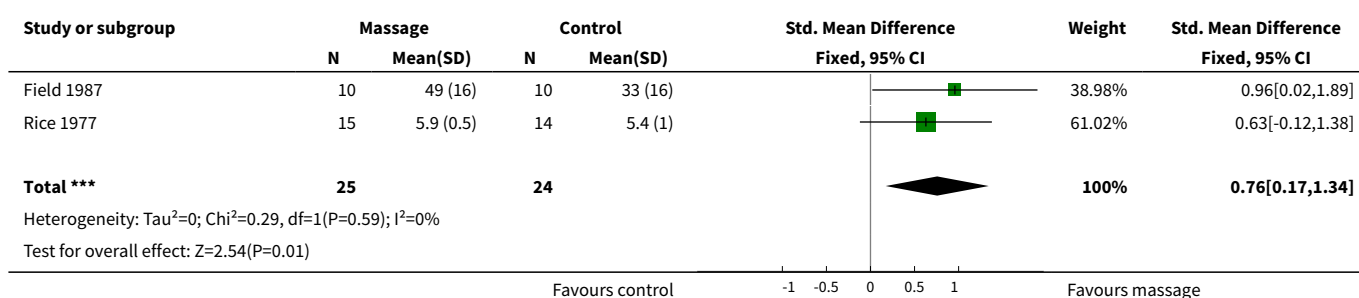 Study or subgroup Massage Control Std. Mean Difference Weight Std. Mean Difference
N Mean(SD) N Mean(SD) Fixed, 95% CI Fixed, 95% CI
Field 1987 10 49 (16) 10 33 (16) 38.98% 0.96[0.02,1.89]
Rice 1977 15 5.9 (0.5) 14 5.4 (1) 61.02% 0.63[-0.12,1.38]
Total *** 25 24 100% 0.76[0.17,1.34]
Heterogeneity: Tau²=0; Chi²=0.29, df=1(P=0.59); I²=0%
Test for overall effect: Z=2.54(P=0.01)
Favours control -1 -0.5 0 0.5 1 Favours massage